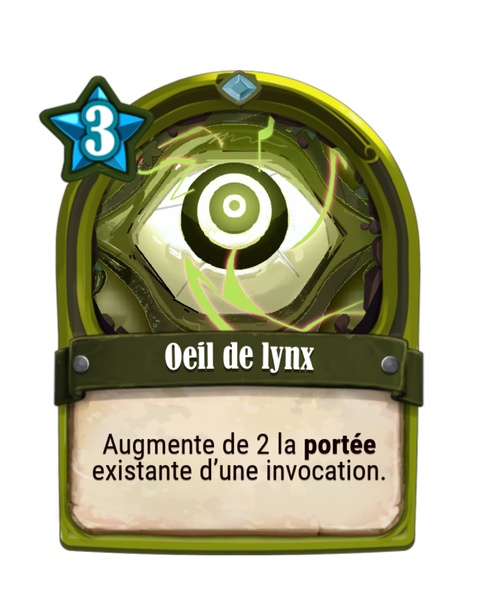 3
Oeil de lynx
Augmente de 2 la portée
existante d'une invocation.